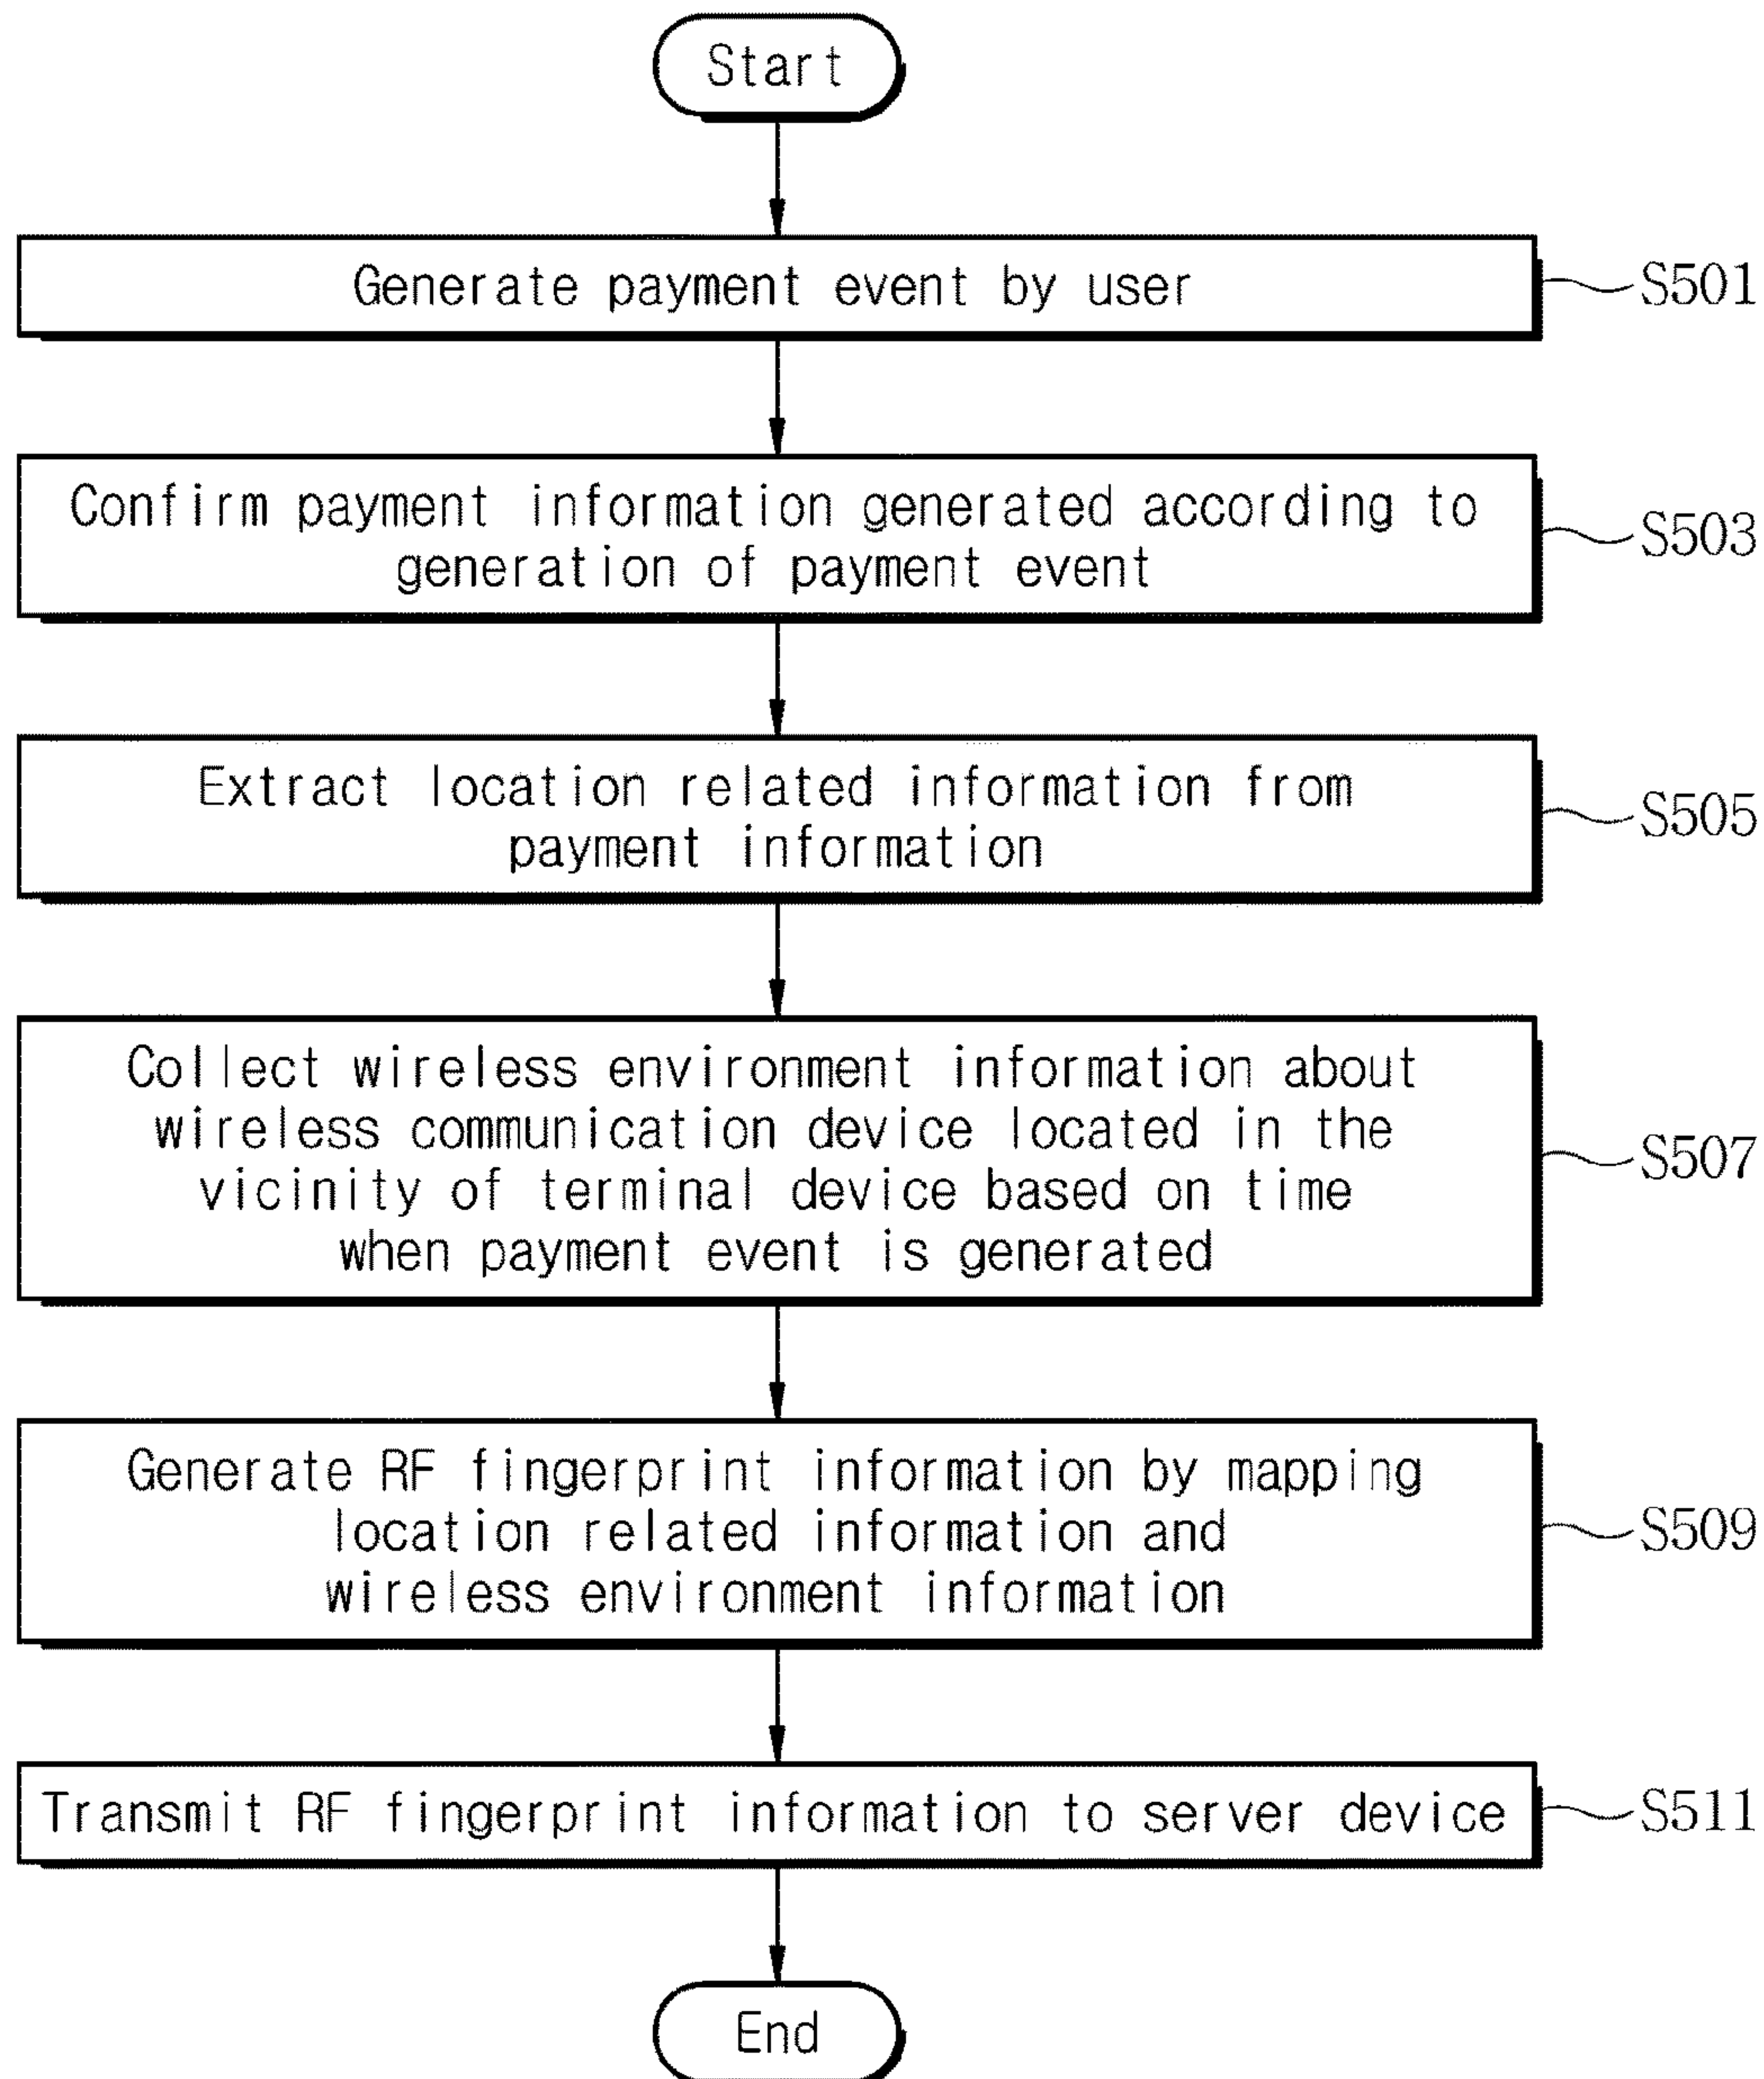 Start
Generate payment event by user
S501
Confirm payment information generated according to
generation of payment event
S503
Extract location related information from
payment information
S505
Collect wireless environment information about
wireless communication device located in the
vicinity of terminal device based on time
when payment event is generated
S507
Generate RF fingerprint information by mapping
location related information and
wireless environment information
S509
Transmit RF fingerprint information to server device
S511
End